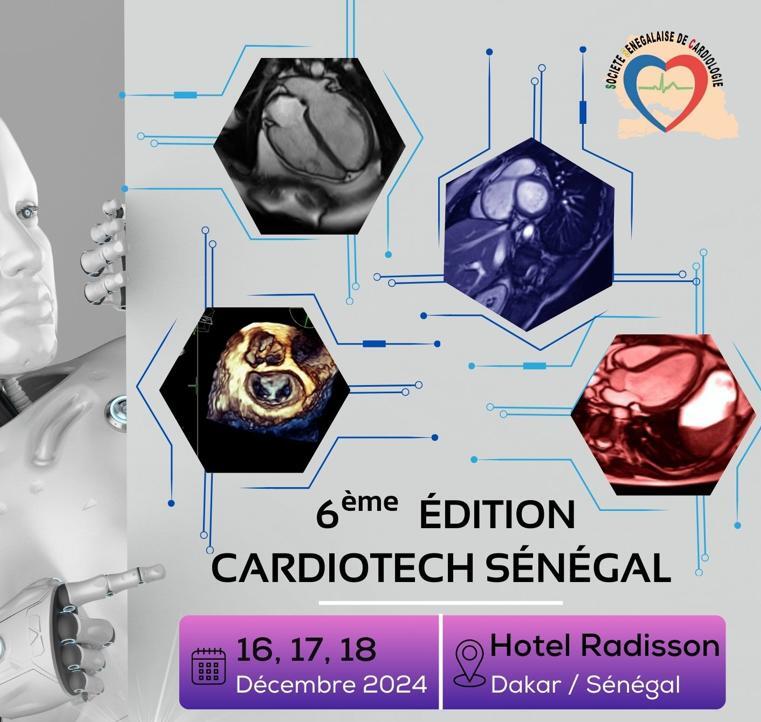 SOCIETE SENEGALAISE DE CARDIOLOGIE
6ème ÉDITION
CARDIOTECH SÉNÉGAL
16, 17, 18
Décembre 2024
Hotel Radisson
Dakar / Sénégal